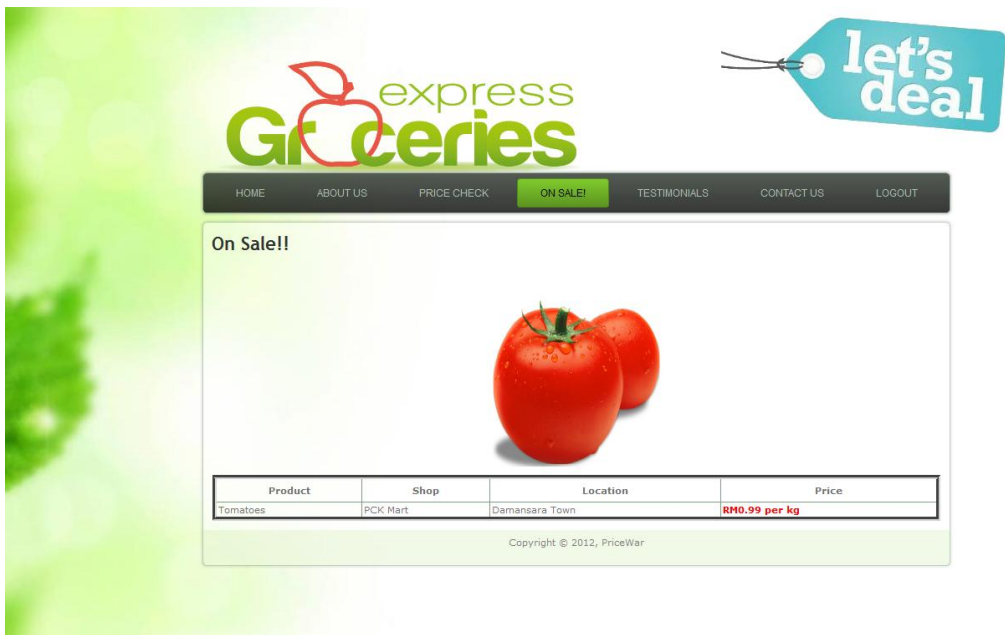 let's
deal
express
Groceries
HOME ABOUT US PRICE CHECK ON SALE! TESTIMONIALS CONTACT US LOGOUT
On Sale!!
Product Shop Location Price
Tomatoes PCK Mart Damansara Town RM0.99 per kg
Copyright © 2012, PriceWar